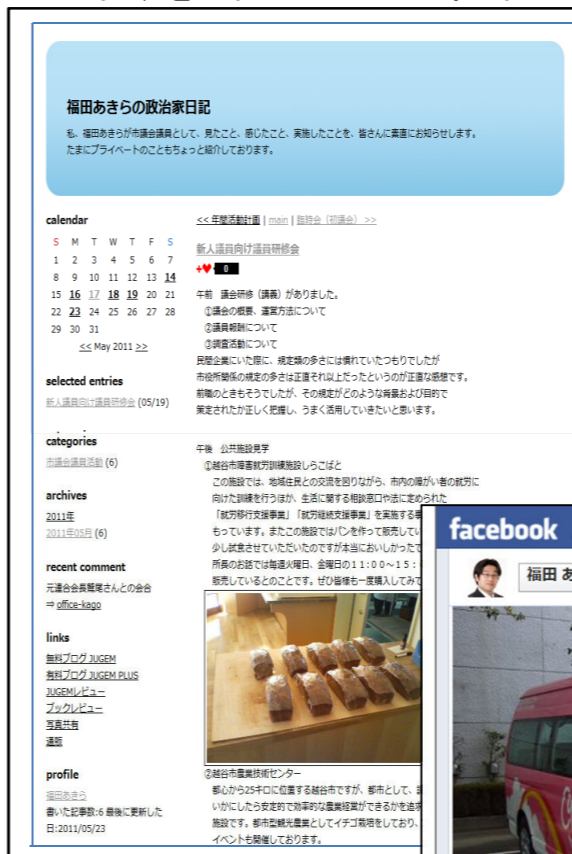 福田あきらの政治家日記
私、福田あきらが市議会議員として、見たこと、感じたこと、実施したことを、皆さんに素直にお知らせします。
たまにプライベートのこともちょっと紹介しております。
calendar
S M T W T F S
1 2 3 4 5 6 7
8 9 10 11 12 13 14
15 16 17 18 19 20 21
22 23 24 25 26 27 28
29 30 31
<< May 2011 >>
selected entries
新人議員向け議員研修会 (05/19)
categories
市議会議員活動 (6)
archives
2011年
2011年05月 (6)
recent comment
元連合会長鷲尾さんとの会合
⇒ office-kago
links
無料ブログ JUGEM
有料ブログ JUGEM PLUS
JUGEMレビュー
ブックレビュー
写真共有
通販
profile
福田あきら
書いた記事数:6 最後に更新した
日:2011/05/23
<< 年間活動計画 | main | 臨時会（初議会） >>
新人議員向け議員研修会
+♥ 0
午前　議会研修（講義）がありました。
①議会の概要、運営方法について
②議員報酬について
③調査活動について
民間企業にいた際に、規定類の多さには慣れていたつもりでしたが
市役所関係の規定の多さは正直それ以上だったというのが正直な感想です。
前職のときもそうでしたが、その規定がどのような背景および目的で
策定されたか正しく把握し、うまく活用していきたいと思います。
午後　公共施設見学
①越谷市障害就労訓練施設しらこばと
この施設では、地域住民との交流を図りながら、市内の障がい者の就労に
向けた訓練を行うほか、生活に関する相談窓口や法に定められた
「就労移行支援事業」「就労継続支援事業」を実施する事
もっています。またこの施設ではパンを作って販売してい
少し試食させていただいたのですが本当においしかったで
所長のお話では毎週火曜日、金曜日の１１：００～１５：
販売しているとのことです。ぜひ皆様も一度購入してみて
②越谷市農業技術センター
都心から25キロに位置する越谷市ですが、都市として、
いかにしたら安定的で効率的な農業経営ができるかを追求
施設です。都市型観光農業としてイチゴ栽培をしており、
イベントも開催しております。
facebook
福田 あ